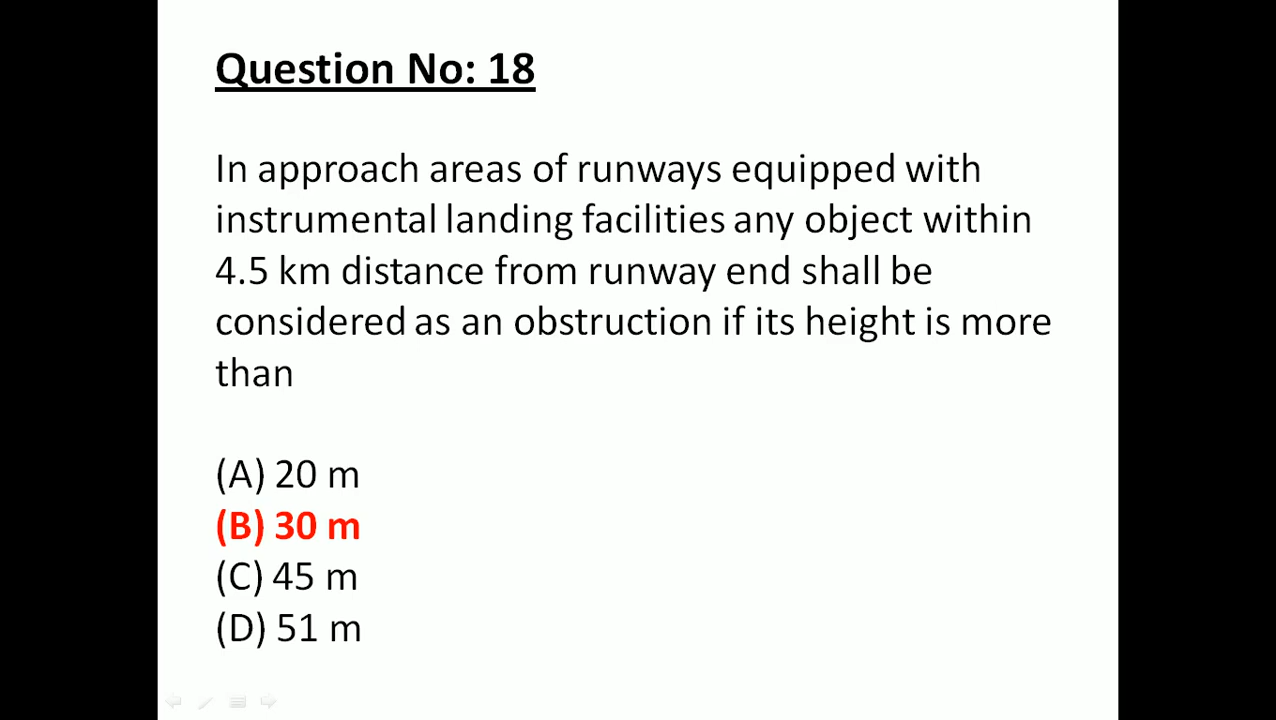 Question No: 18
In approach areas of runways equipped with
instrumental landing facilities any object within
4.5 km distance from runway end shall be
considered as an obstruction if its height is more
than
(A) 20 m
(B) 30 m
(C) 45 m
(D) 51 m